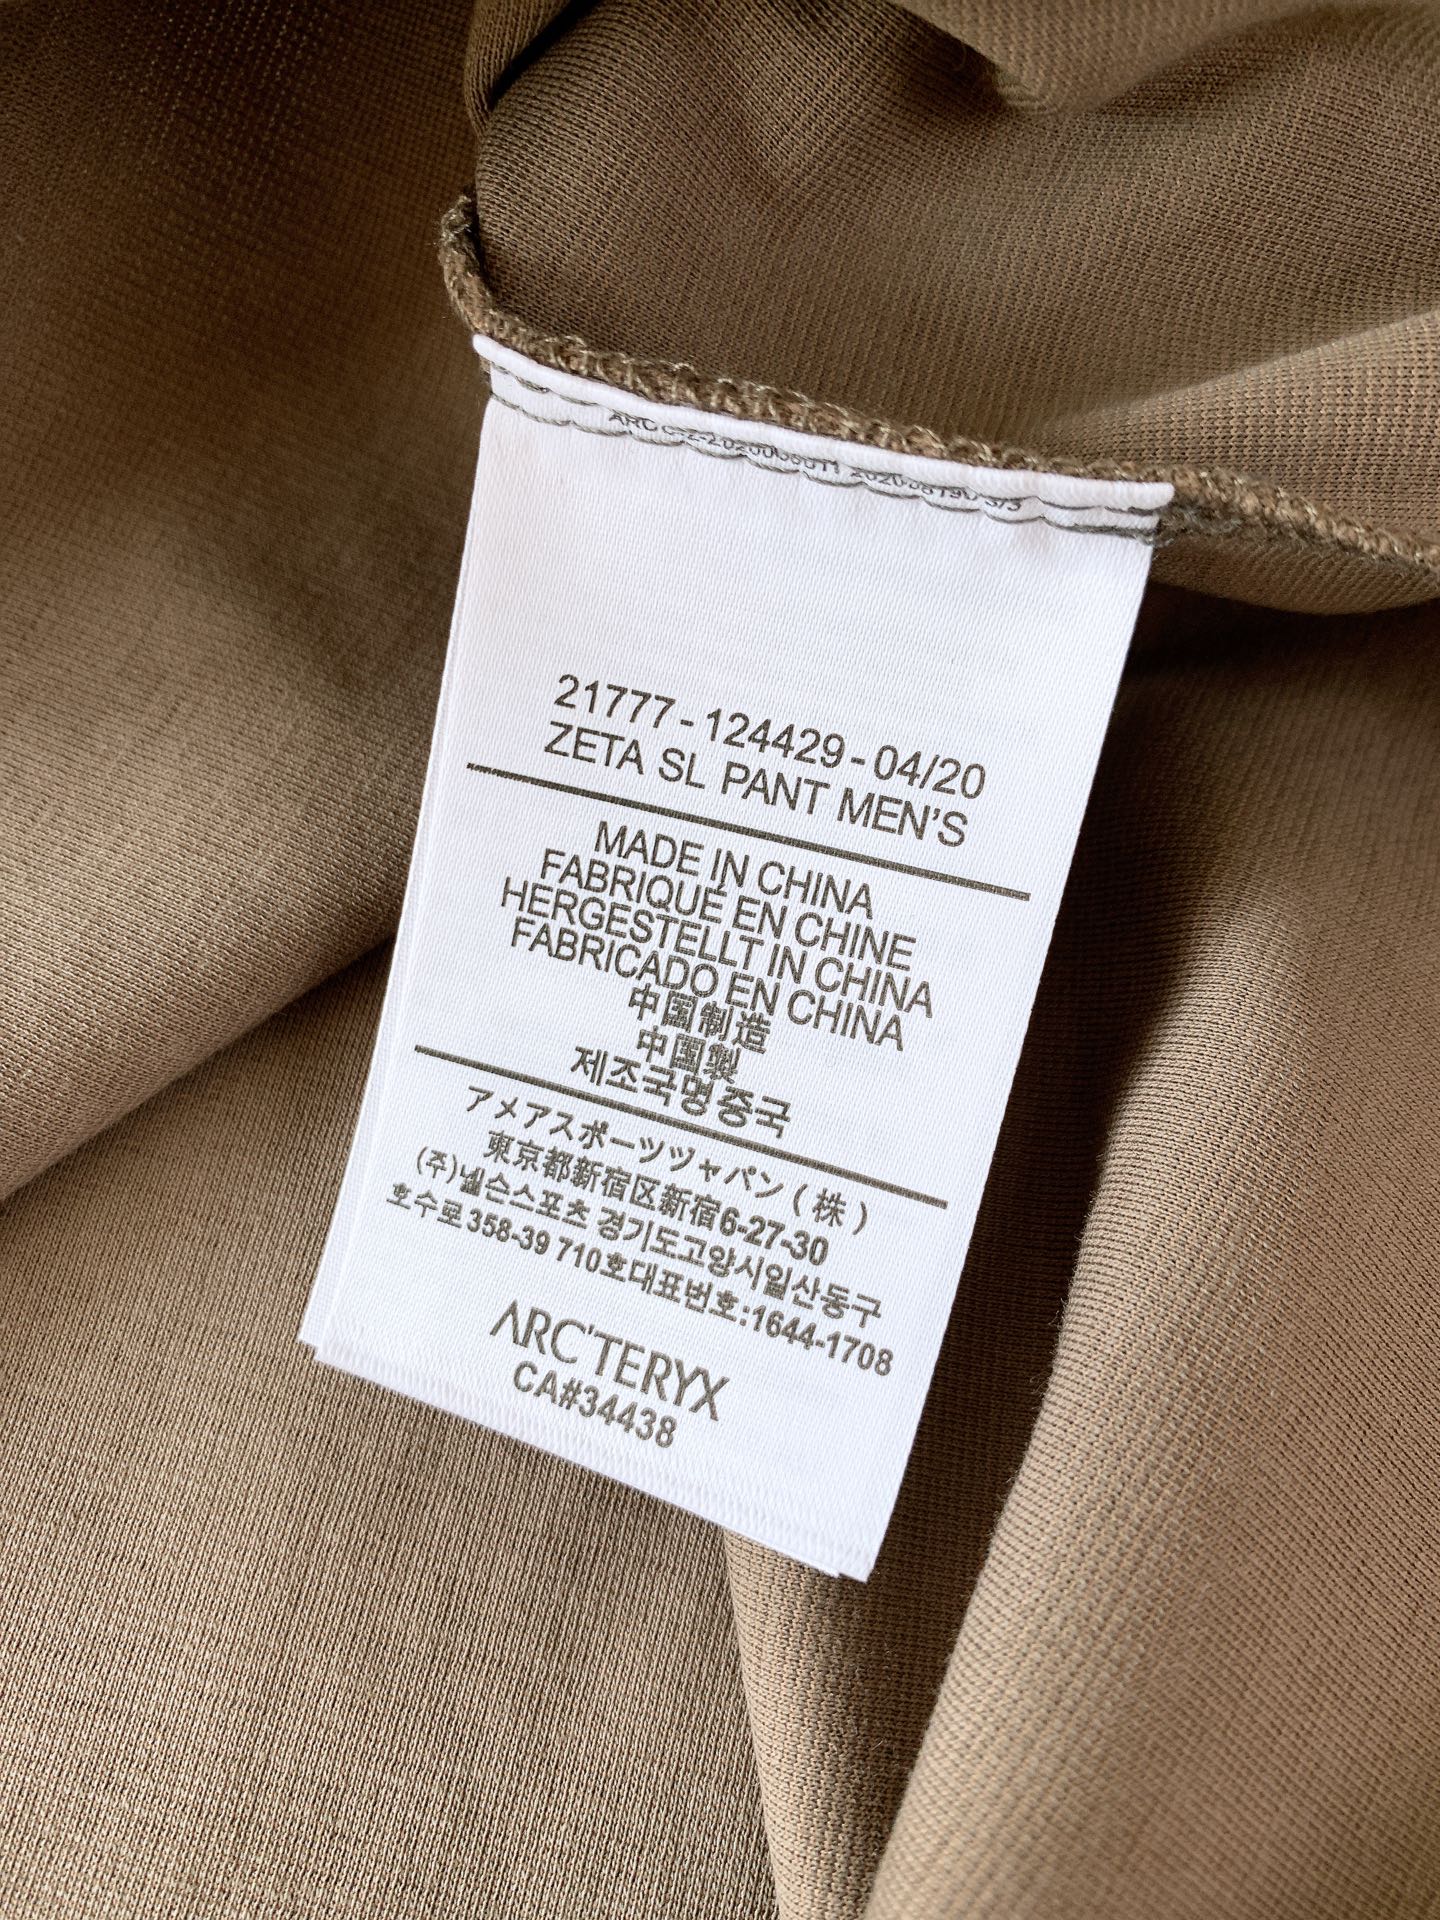 21777 - 124429 - 04/20
ZETA SL PANT MEN'S
MADE IN CHINA
FABRIQUÉ EN CHINE
HERGESTELLT IN CHINA
FABRICADO EN CHINA
中国制造
中国製
제조국명 중국
アメアスポーツジャパン ( 株 )
東京都新宿区新宿6-27-30
(주)넬슨스포츠 경기도고양시일산동구
호수로 358-39 710호대표번호:1644-1708
ARC'TERYX
CA#34438